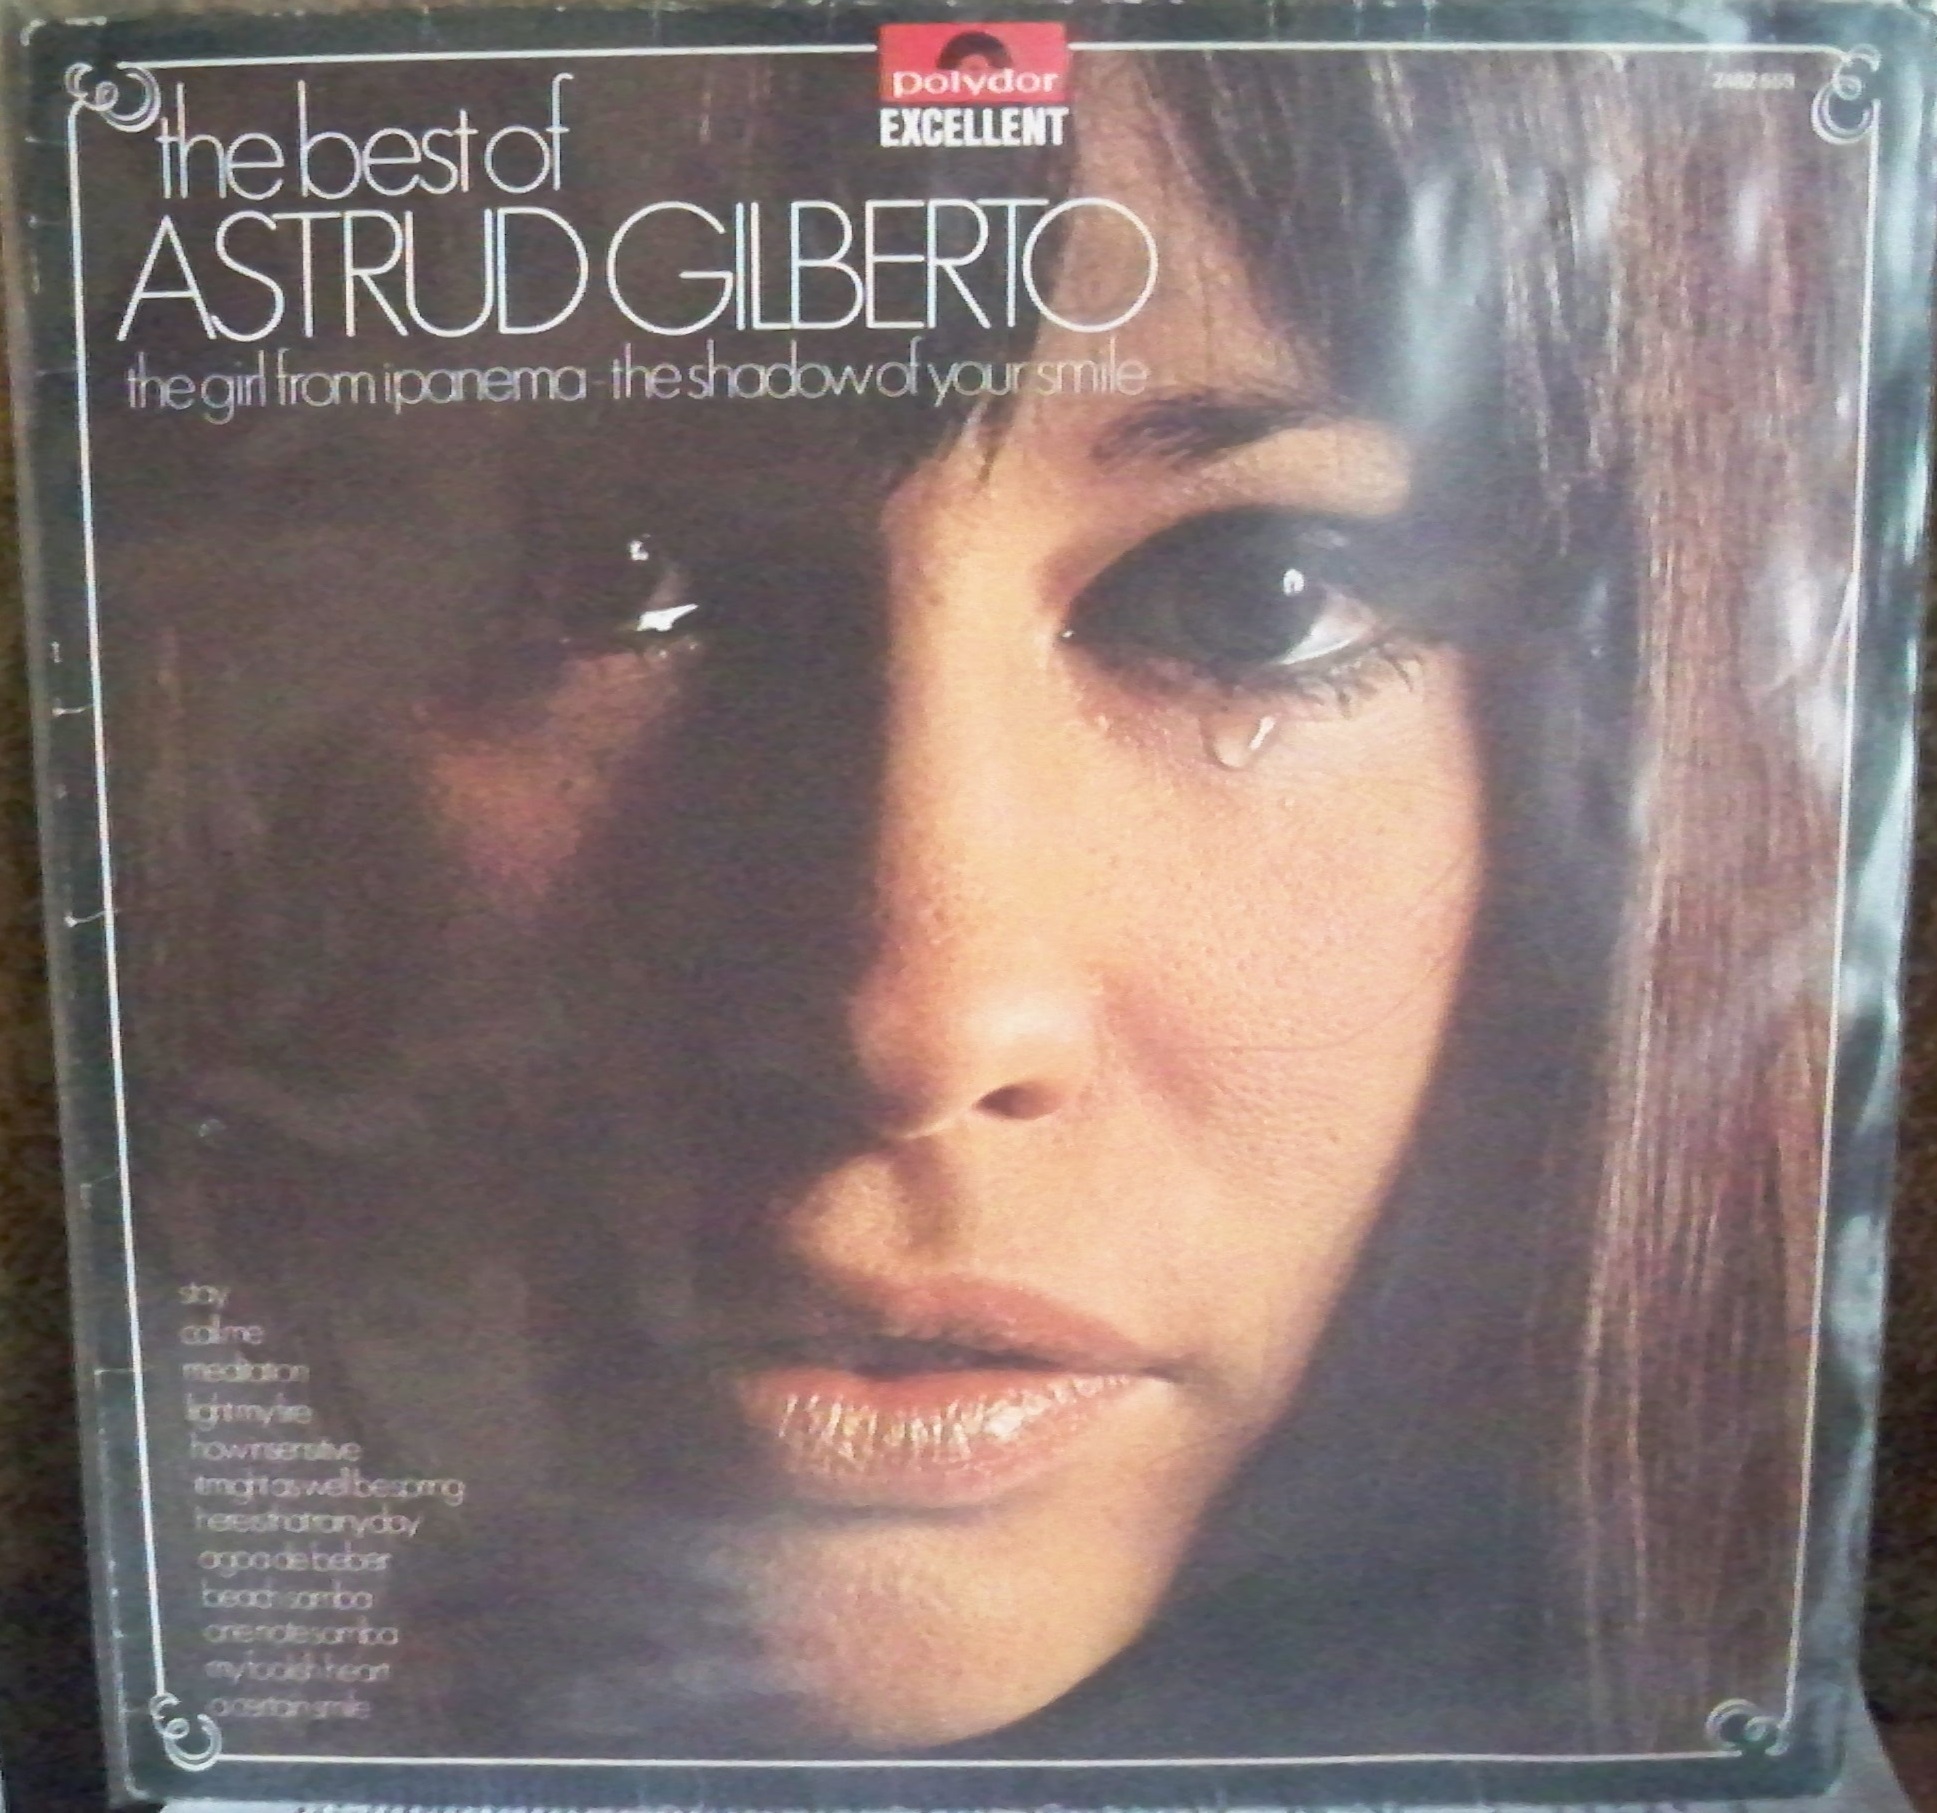 polydor
EXCELLENT
the best of
ASTRUD GILBERTO
the girl from ipanema - the shadow of your smile
stay
call me
meditation
light my fire
how insensitive
it might as well be spring
here's that rainy day
agua de beber
beach samba
one note samba
my foolish heart
a certain smile